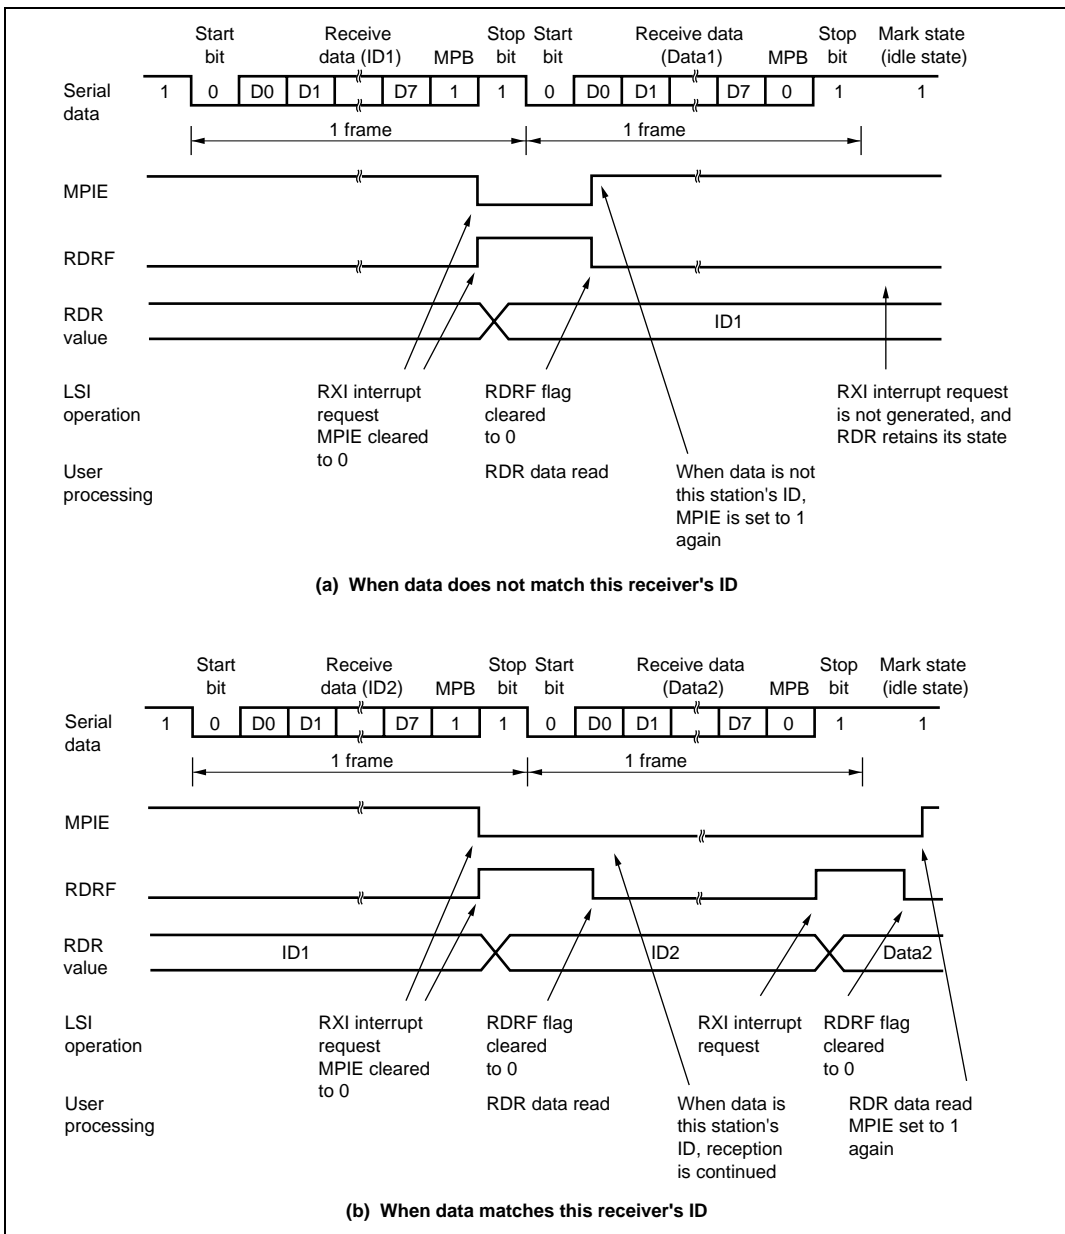 Start bit
Receive data (ID1)
MPB
Stop bit
Start bit
Receive data (Data1)
MPB
Stop bit
Mark state (idle state)
Serial data
1 0 D0 D1 D7 1 1 0 D0 D1 D7 0 1 1
1 frame
1 frame
MPIE
RDRF
RDR value
ID1
LSI operation
RXI interrupt request MPIE cleared to 0
RDRF flag cleared to 0
RXI interrupt request is not generated, and RDR retains its state
User processing
RDR data read
When data is not this station's ID, MPIE is set to 1 again
(a) When data does not match this receiver's ID
Start bit
Receive data (ID2)
MPB
Stop bit
Start bit
Receive data (Data2)
MPB
Stop bit
Mark state (idle state)
Serial data
1 0 D0 D1 D7 1 1 0 D0 D1 D7 0 1 1
1 frame
1 frame
MPIE
RDRF
RDR value
ID1
ID2
Data2
LSI operation
RXI interrupt request MPIE cleared to 0
RDRF flag cleared to 0
RXI interrupt request
RDRF flag cleared to 0
User processing
RDR data read
When data is this station's ID, reception is continued
RDR data read MPIE set to 1 again
(b) When data matches this receiver's ID